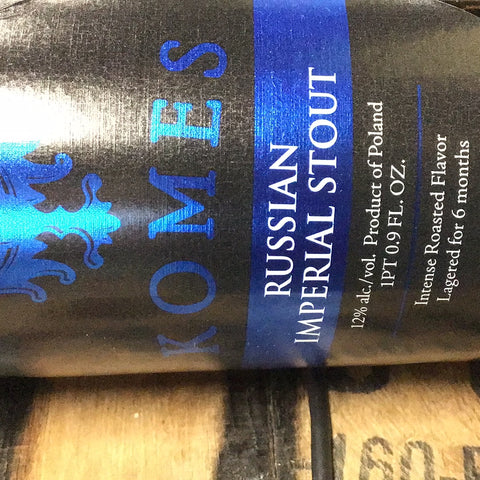 KOMES
RUSSIAN
IMPERIAL STOUT
12% alc./vol. Product of Poland
1PT 0.9 FL. OZ.
Intense Roasted Flavor
Lagered for 6 months